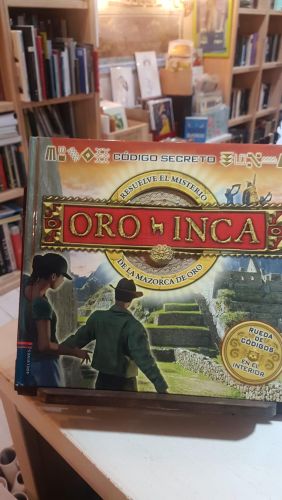 CÓDIGO SECRETO
RESUELVE EL MISTERIO
ORO INCA
DE LA MAZORCA DE ORO
RUEDA
DE
CÓDIGOS
EN EL
INTERIOR